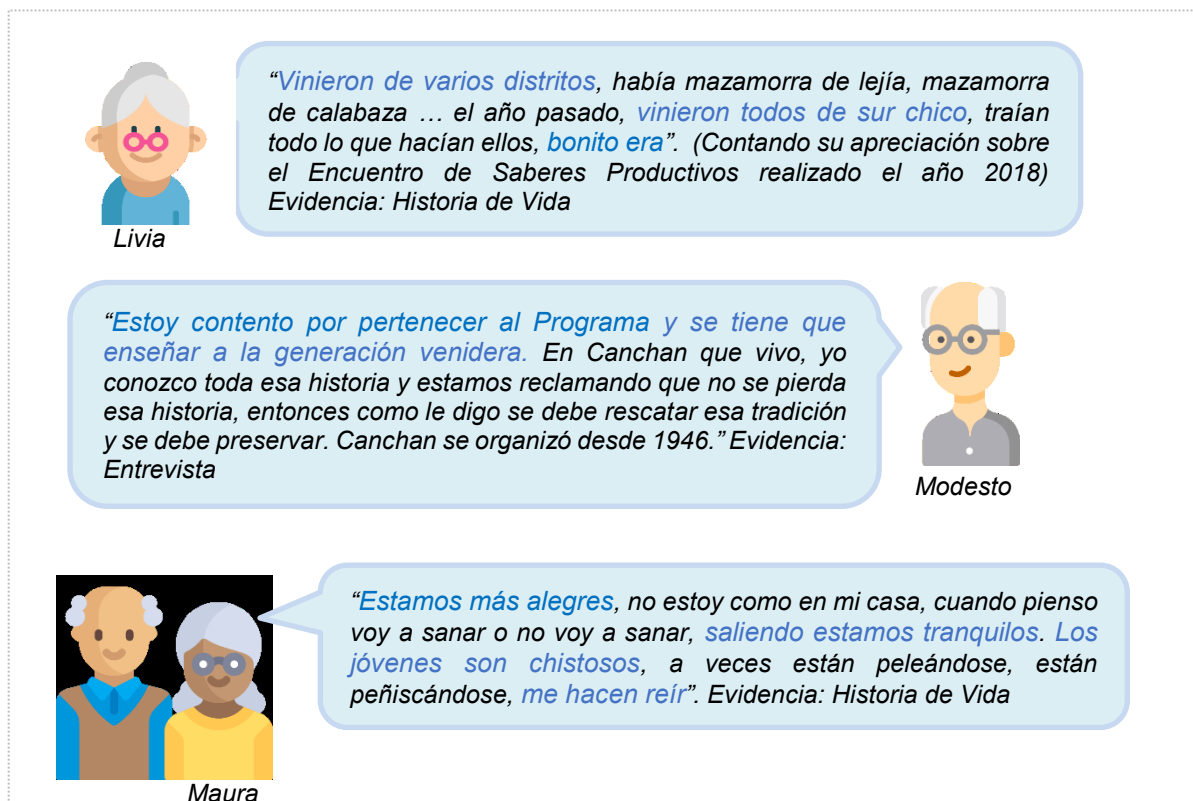 “Vinieron de varios distritos, había mazamorra de lejía, mazamorra
de calabaza … el año pasado, vinieron todos de sur chico, traían
todo lo que hacían ellos, bonito era”. (Contando su apreciación sobre
el Encuentro de Saberes Productivos realizado el año 2018)
Evidencia: Historia de Vida
Livia
“Estoy contento por pertenecer al Programa y se tiene que
enseñar a la generación venidera. En Canchan que vivo, yo
conozco toda esa historia y estamos reclamando que no se pierda
esa historia, entonces como le digo se debe rescatar esa tradición
y se debe preservar. Canchan se organizó desde 1946.” Evidencia:
Entrevista
Modesto
“Estamos más alegres, no estoy como en mi casa, cuando pienso
voy a sanar o no voy a sanar, saliendo estamos tranquilos. Los
jóvenes son chistosos, a veces están peleándose, están
peñiscándose, me hacen reír”. Evidencia: Historia de Vida
Maura